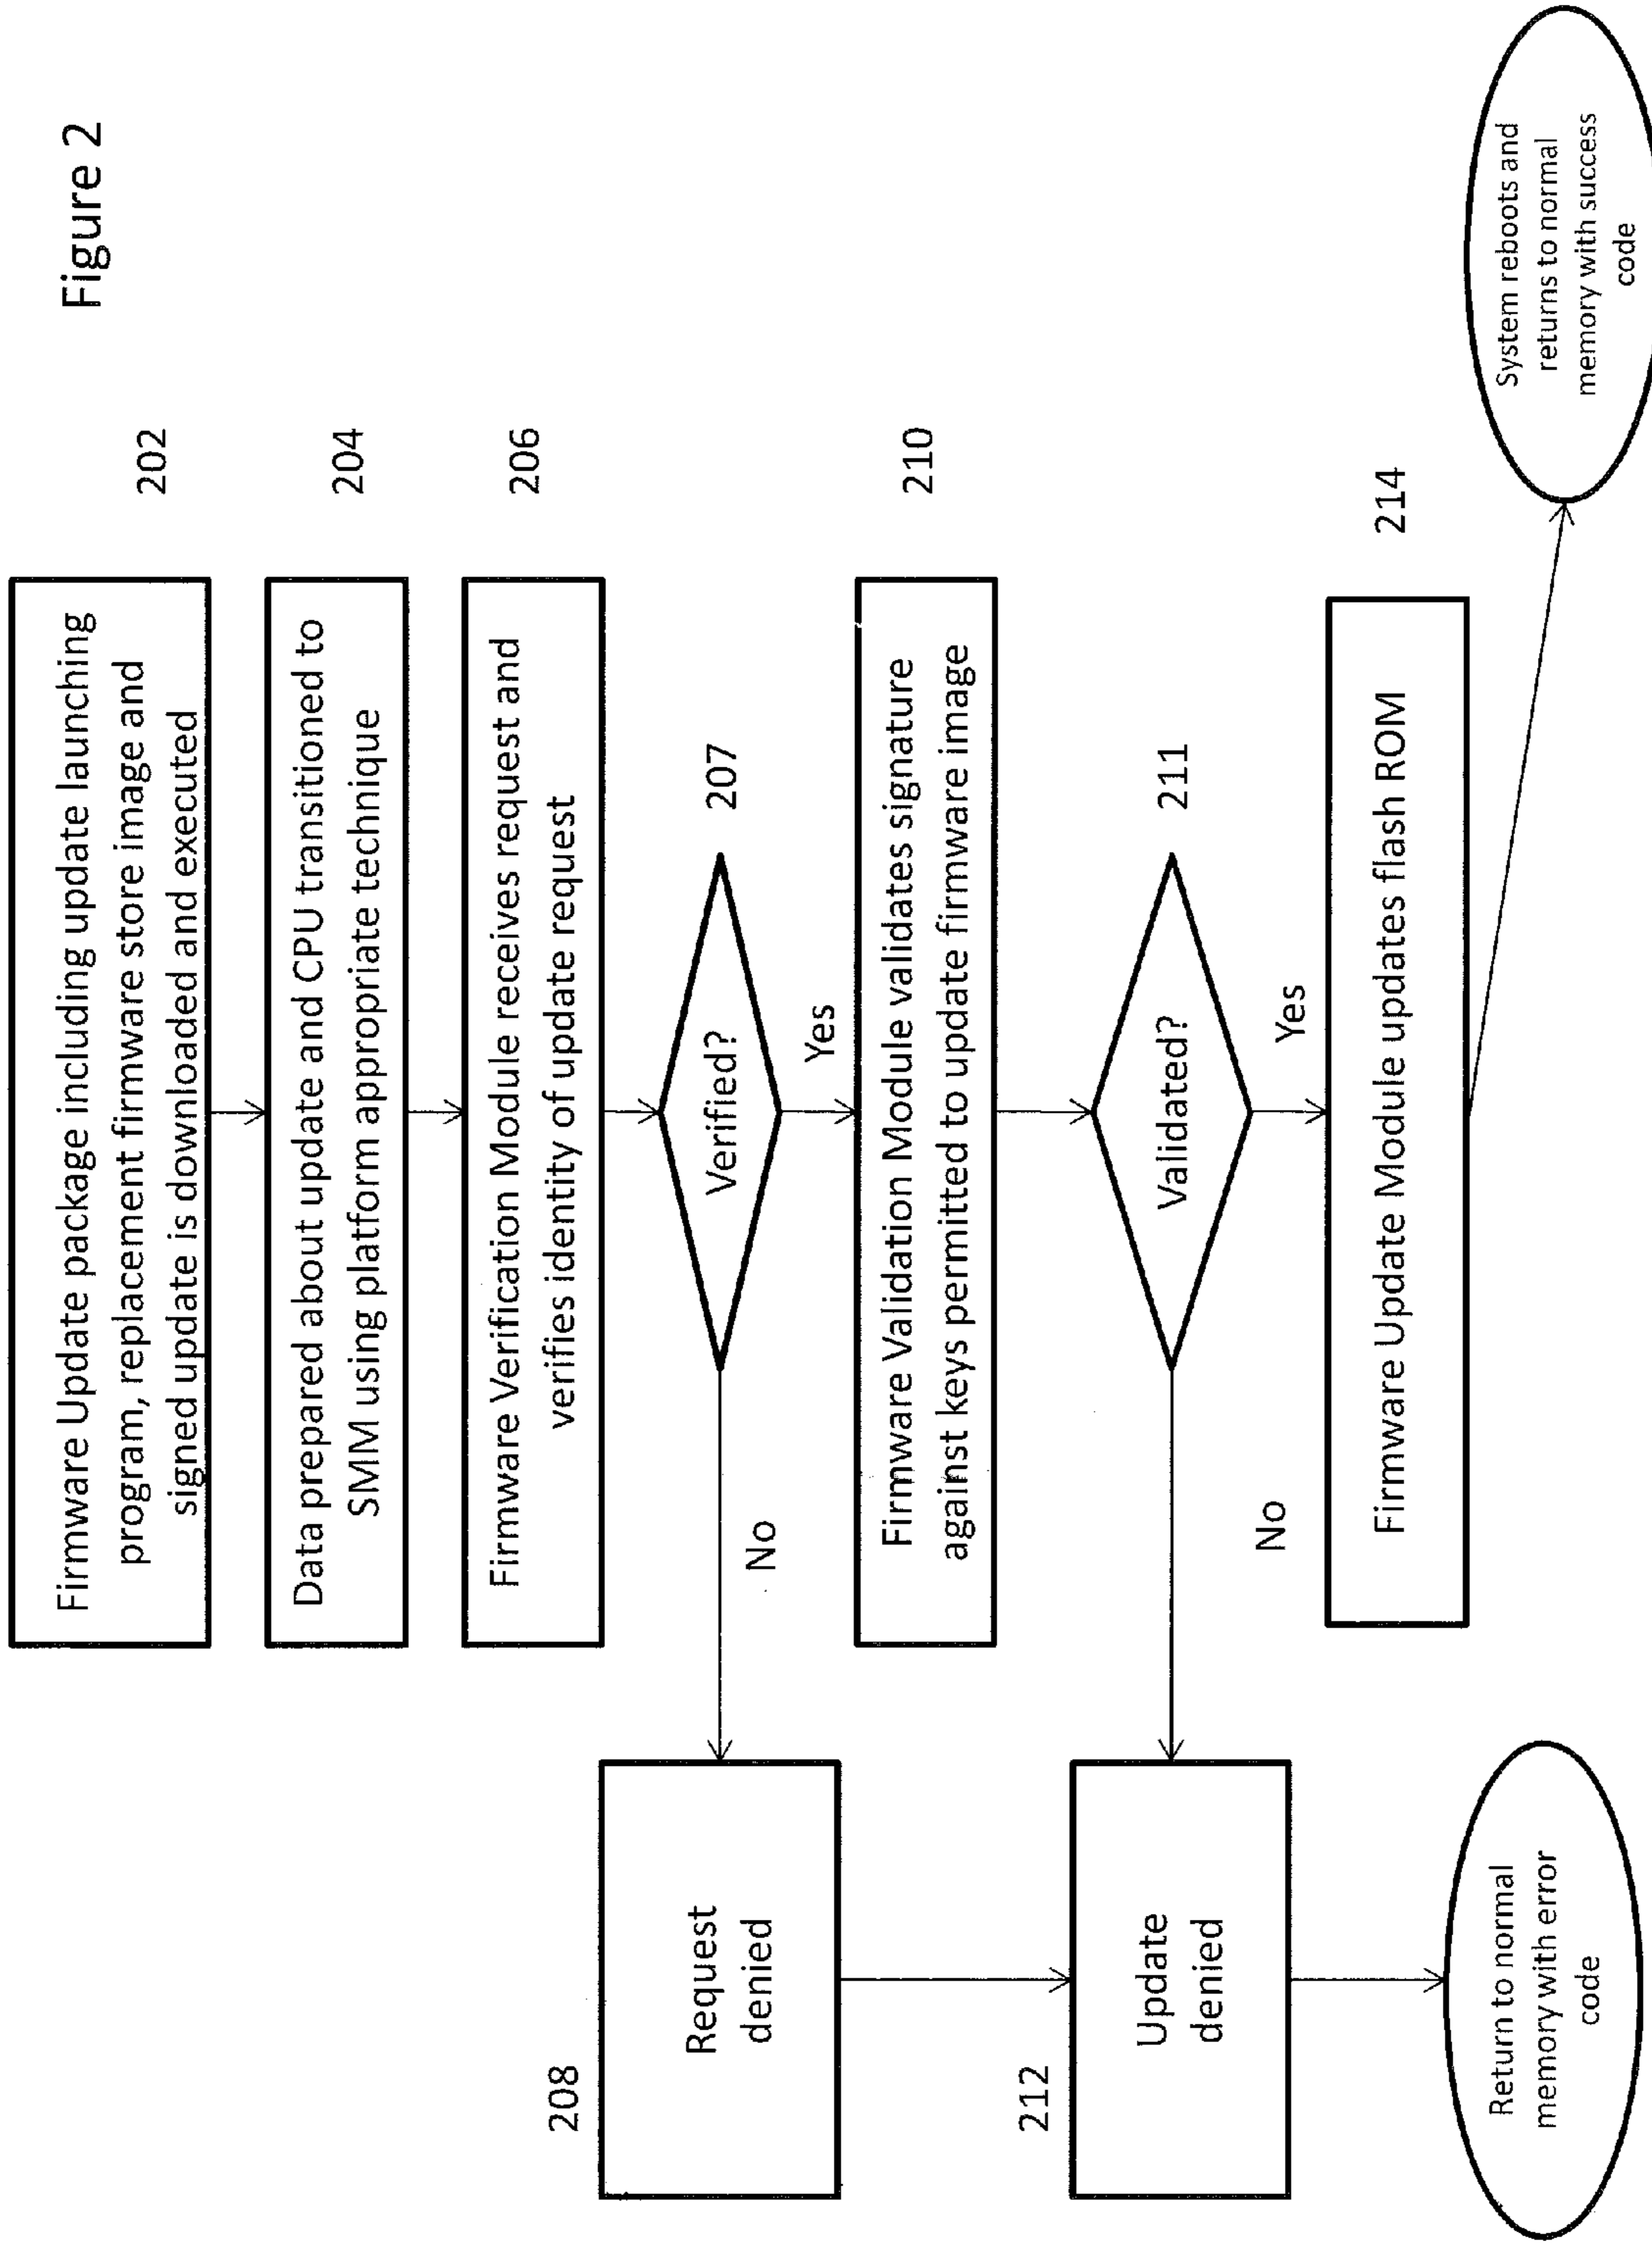 Figure 2
Firmware Update package including update launching
program, replacement firmware store image and
signed update is downloaded and executed
202
Data prepared about update and CPU transitioned to
SMM using platform appropriate technique
204
Firmware Verification Module receives request and
verifies identity of update request
206
Verified?
207
No
Yes
208
Request
denied
Firmware Validation Module validates signature
against keys permitted to update firmware image
210
Validated?
211
No
Yes
212
Update
denied
Firmware Update Module updates flash ROM
214
Return to normal
memory with error
code
System reboots and
returns to normal
memory with success
code